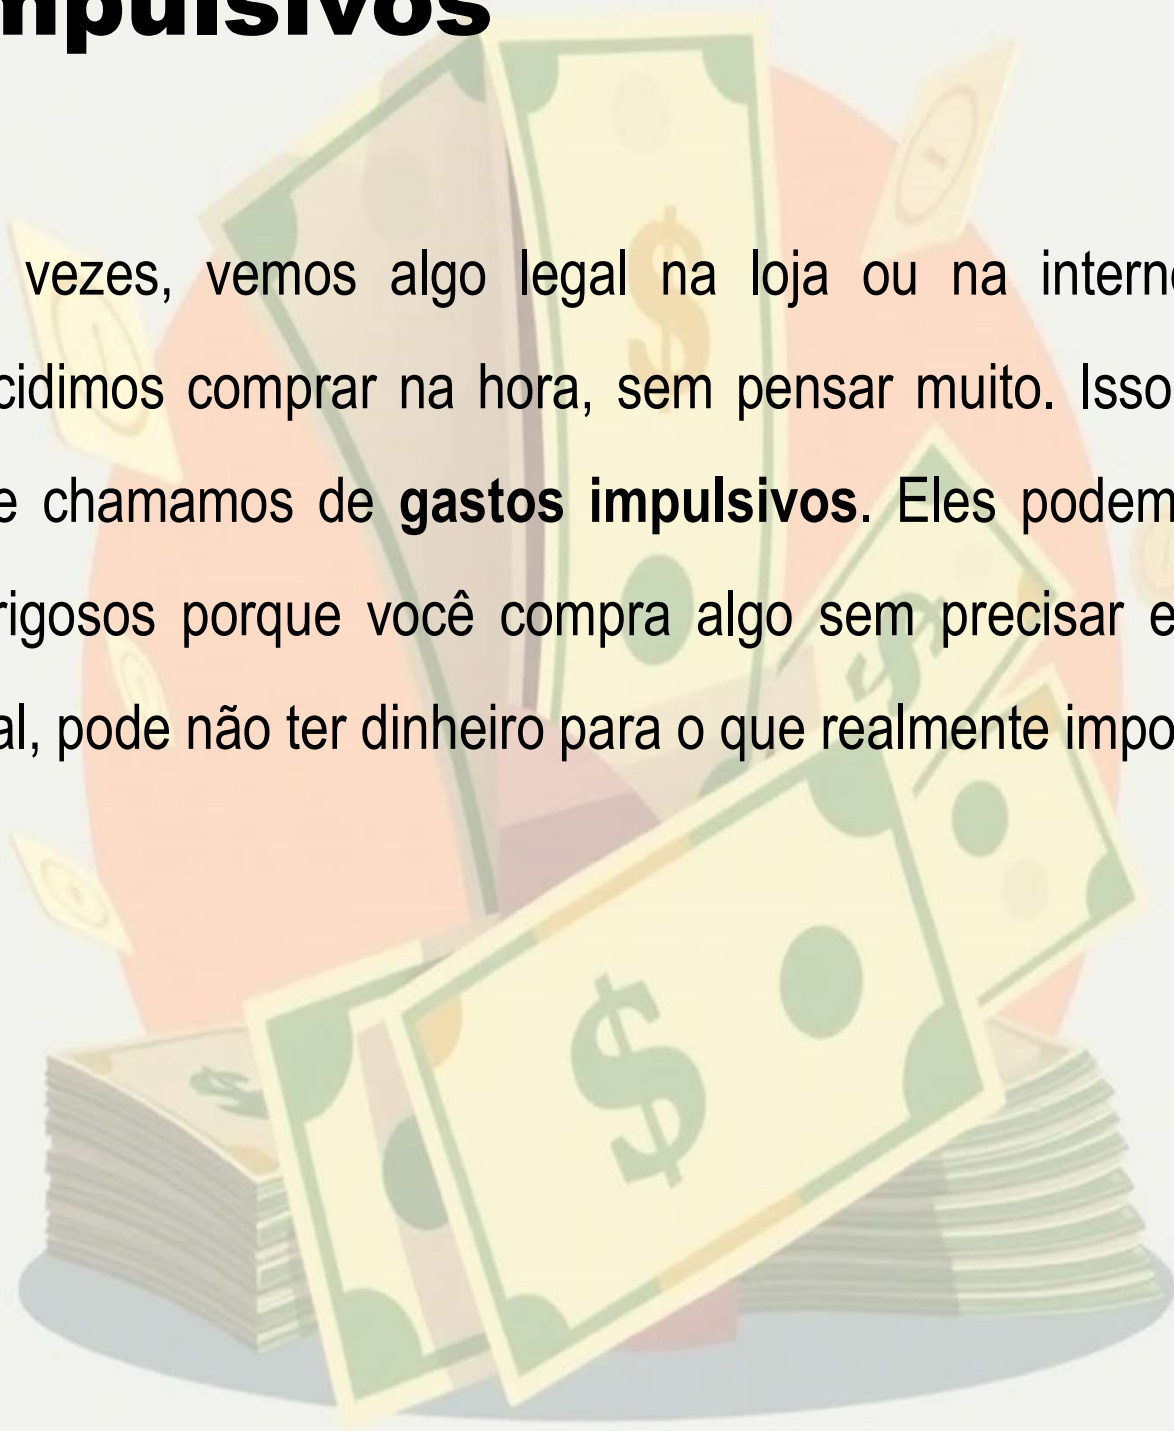 mpulsivos
vezes, vemos algo legal na loja ou na intern
cidimos comprar na hora, sem pensar muito. Isso
e chamamos de gastos impulsivos. Eles podem
rigosos porque você compra algo sem precisar e
al, pode não ter dinheiro para o que realmente impo
$
$
$
$